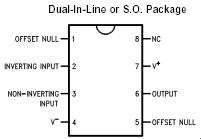 Dual-In-Line or S.O. Package
OFFSET NULL 1 8 NC
INVERTING INPUT 2 7 V+
NON-INVERTING INPUT 3 6 OUTPUT
V- 4 5 OFFSET NULL